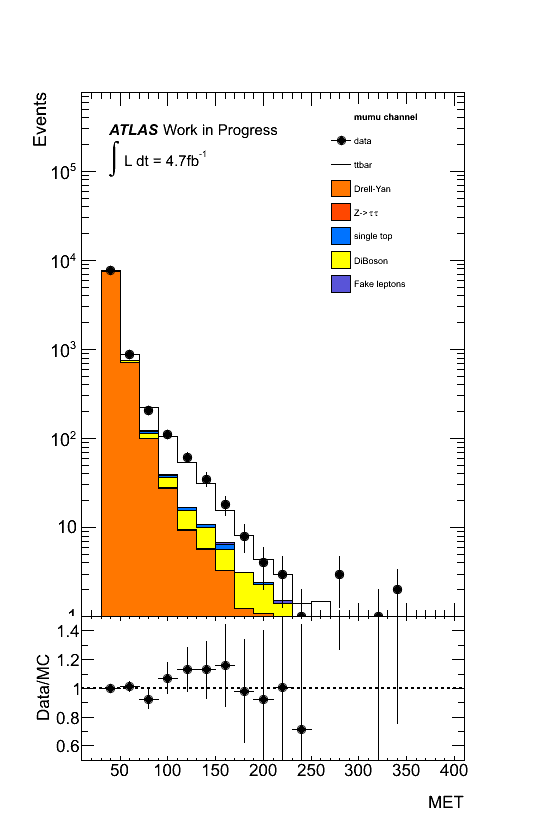 Events
mumu channel
ATLAS Work in Progress
data
∫ L dt = 4.7fb⁻¹
ttbar
Drell-Yan
Z->ττ
single top
DiBoson
Fake leptons
10⁵
10⁴
10³
10²
10
1
Data/MC
1.4
1.2
1
0.8
0.6
50 100 150 200 250 300 350 400
MET